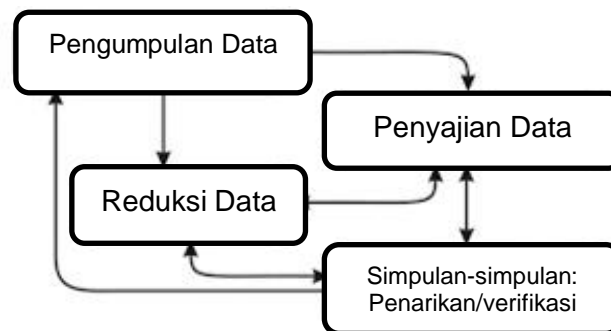 Pengumpulan Data
Penyajian Data
Reduksi Data
Simpulan-simpulan:
Penarikan/verifikasi